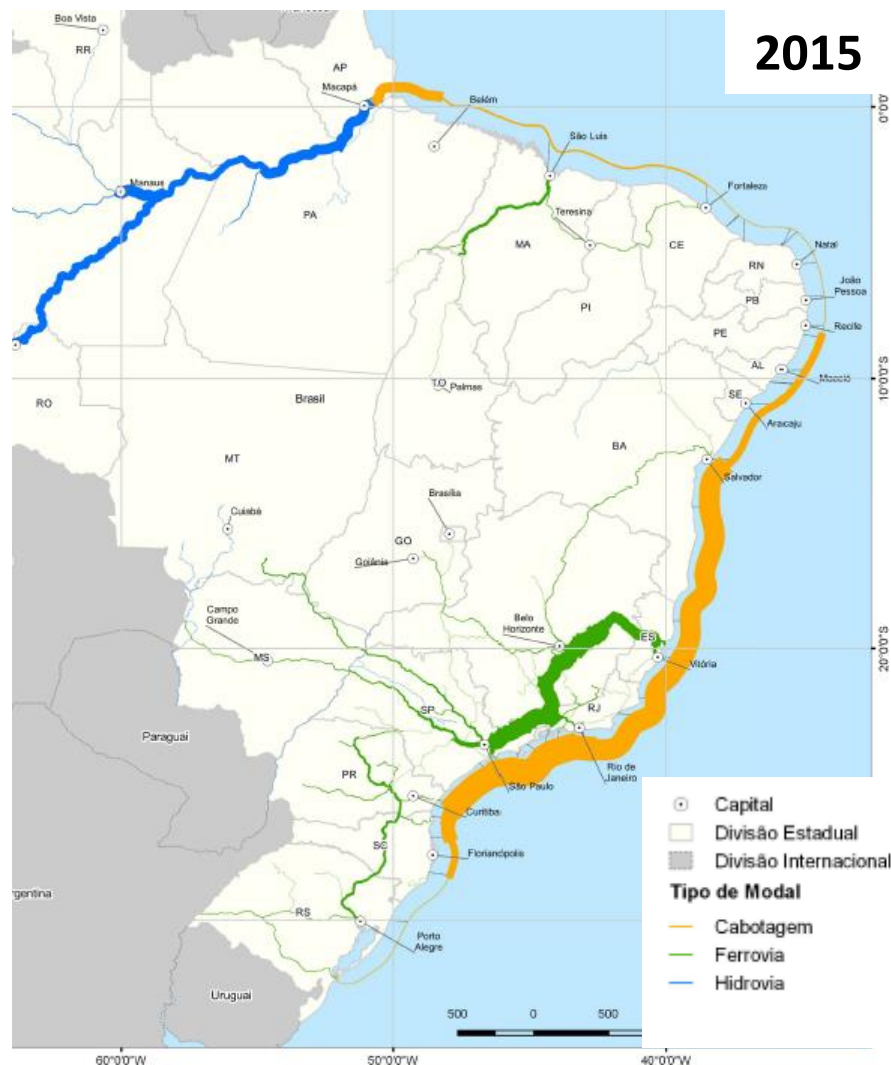 2015
Boa Vista
RR
AP
Macapá
Belém
0°0'0"
São Luis
Manaus
Fortaleza
Teresina
PA
MA
CE
Natal
RN
João
Pessoa
PB
PI
Recife
PE
AL
Maceió
TO
Palmas
10°0'0"S
SE
RO
Brasil
Aracaju
BA
MT
Salvador
Brasília
Cuiabá
GO
Goiânia
Campo
Grande
Belo
Horizonte
ES
MS
20°0'0"S
Vitória
SP
RJ
Paraguai
Rio de
Janeiro
São Paulo
PR
Curitiba
SC
Florianópolis
rgentina
RS
Porto
Alegre
Uruguai
Capital
Divisão Estadual
Divisão Internacional
Tipo de Modal
Cabotagem
Ferrovia
Hidrovia
500 0 500
60°0'0"W 50°0'0"W 40°0'0"W